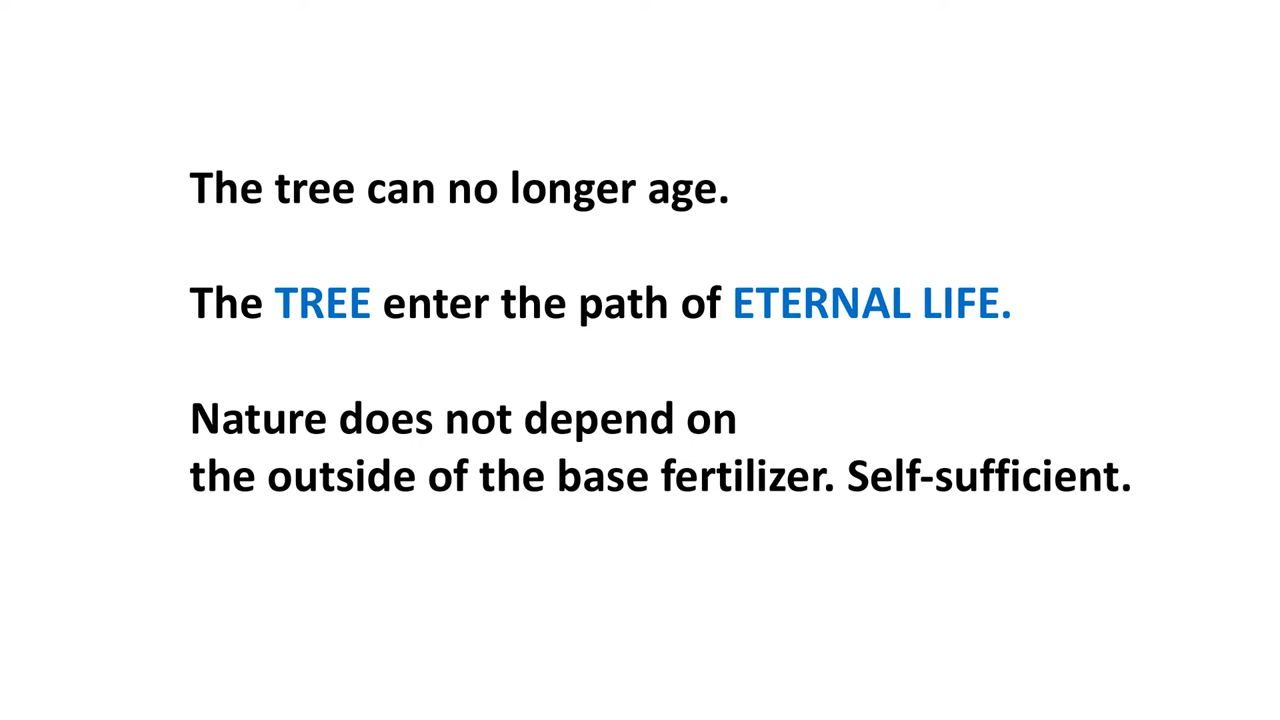 The tree can no longer age.
The TREE enter the path of ETERNAL LIFE.
Nature does not depend on
the outside of the base fertilizer. Self-sufficient.